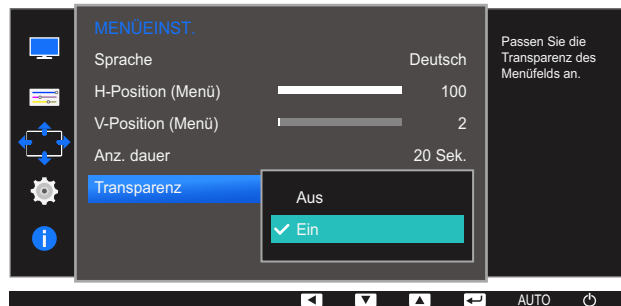 MENÜEINST.
Sprache Deutsch
H-Position (Menü) 100
V-Position (Menü) 2
Anz. dauer 20 Sek.
Transparenz
Aus
Ein
Passen Sie die
Transparenz des
Menüfelds an.
i
AUTO